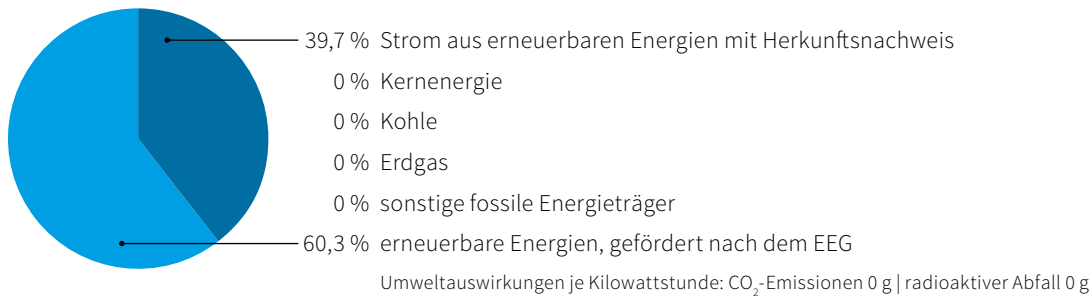 39,7 % Strom aus erneuerbaren Energien mit Herkunftsnachweis
0 % Kernenergie
0 % Kohle
0 % Erdgas
0 % sonstige fossile Energieträger
60,3 % erneuerbare Energien, gefördert nach dem EEG
Umweltauswirkungen je Kilowattstunde: CO₂-Emissionen 0 g | radioaktiver Abfall 0 g